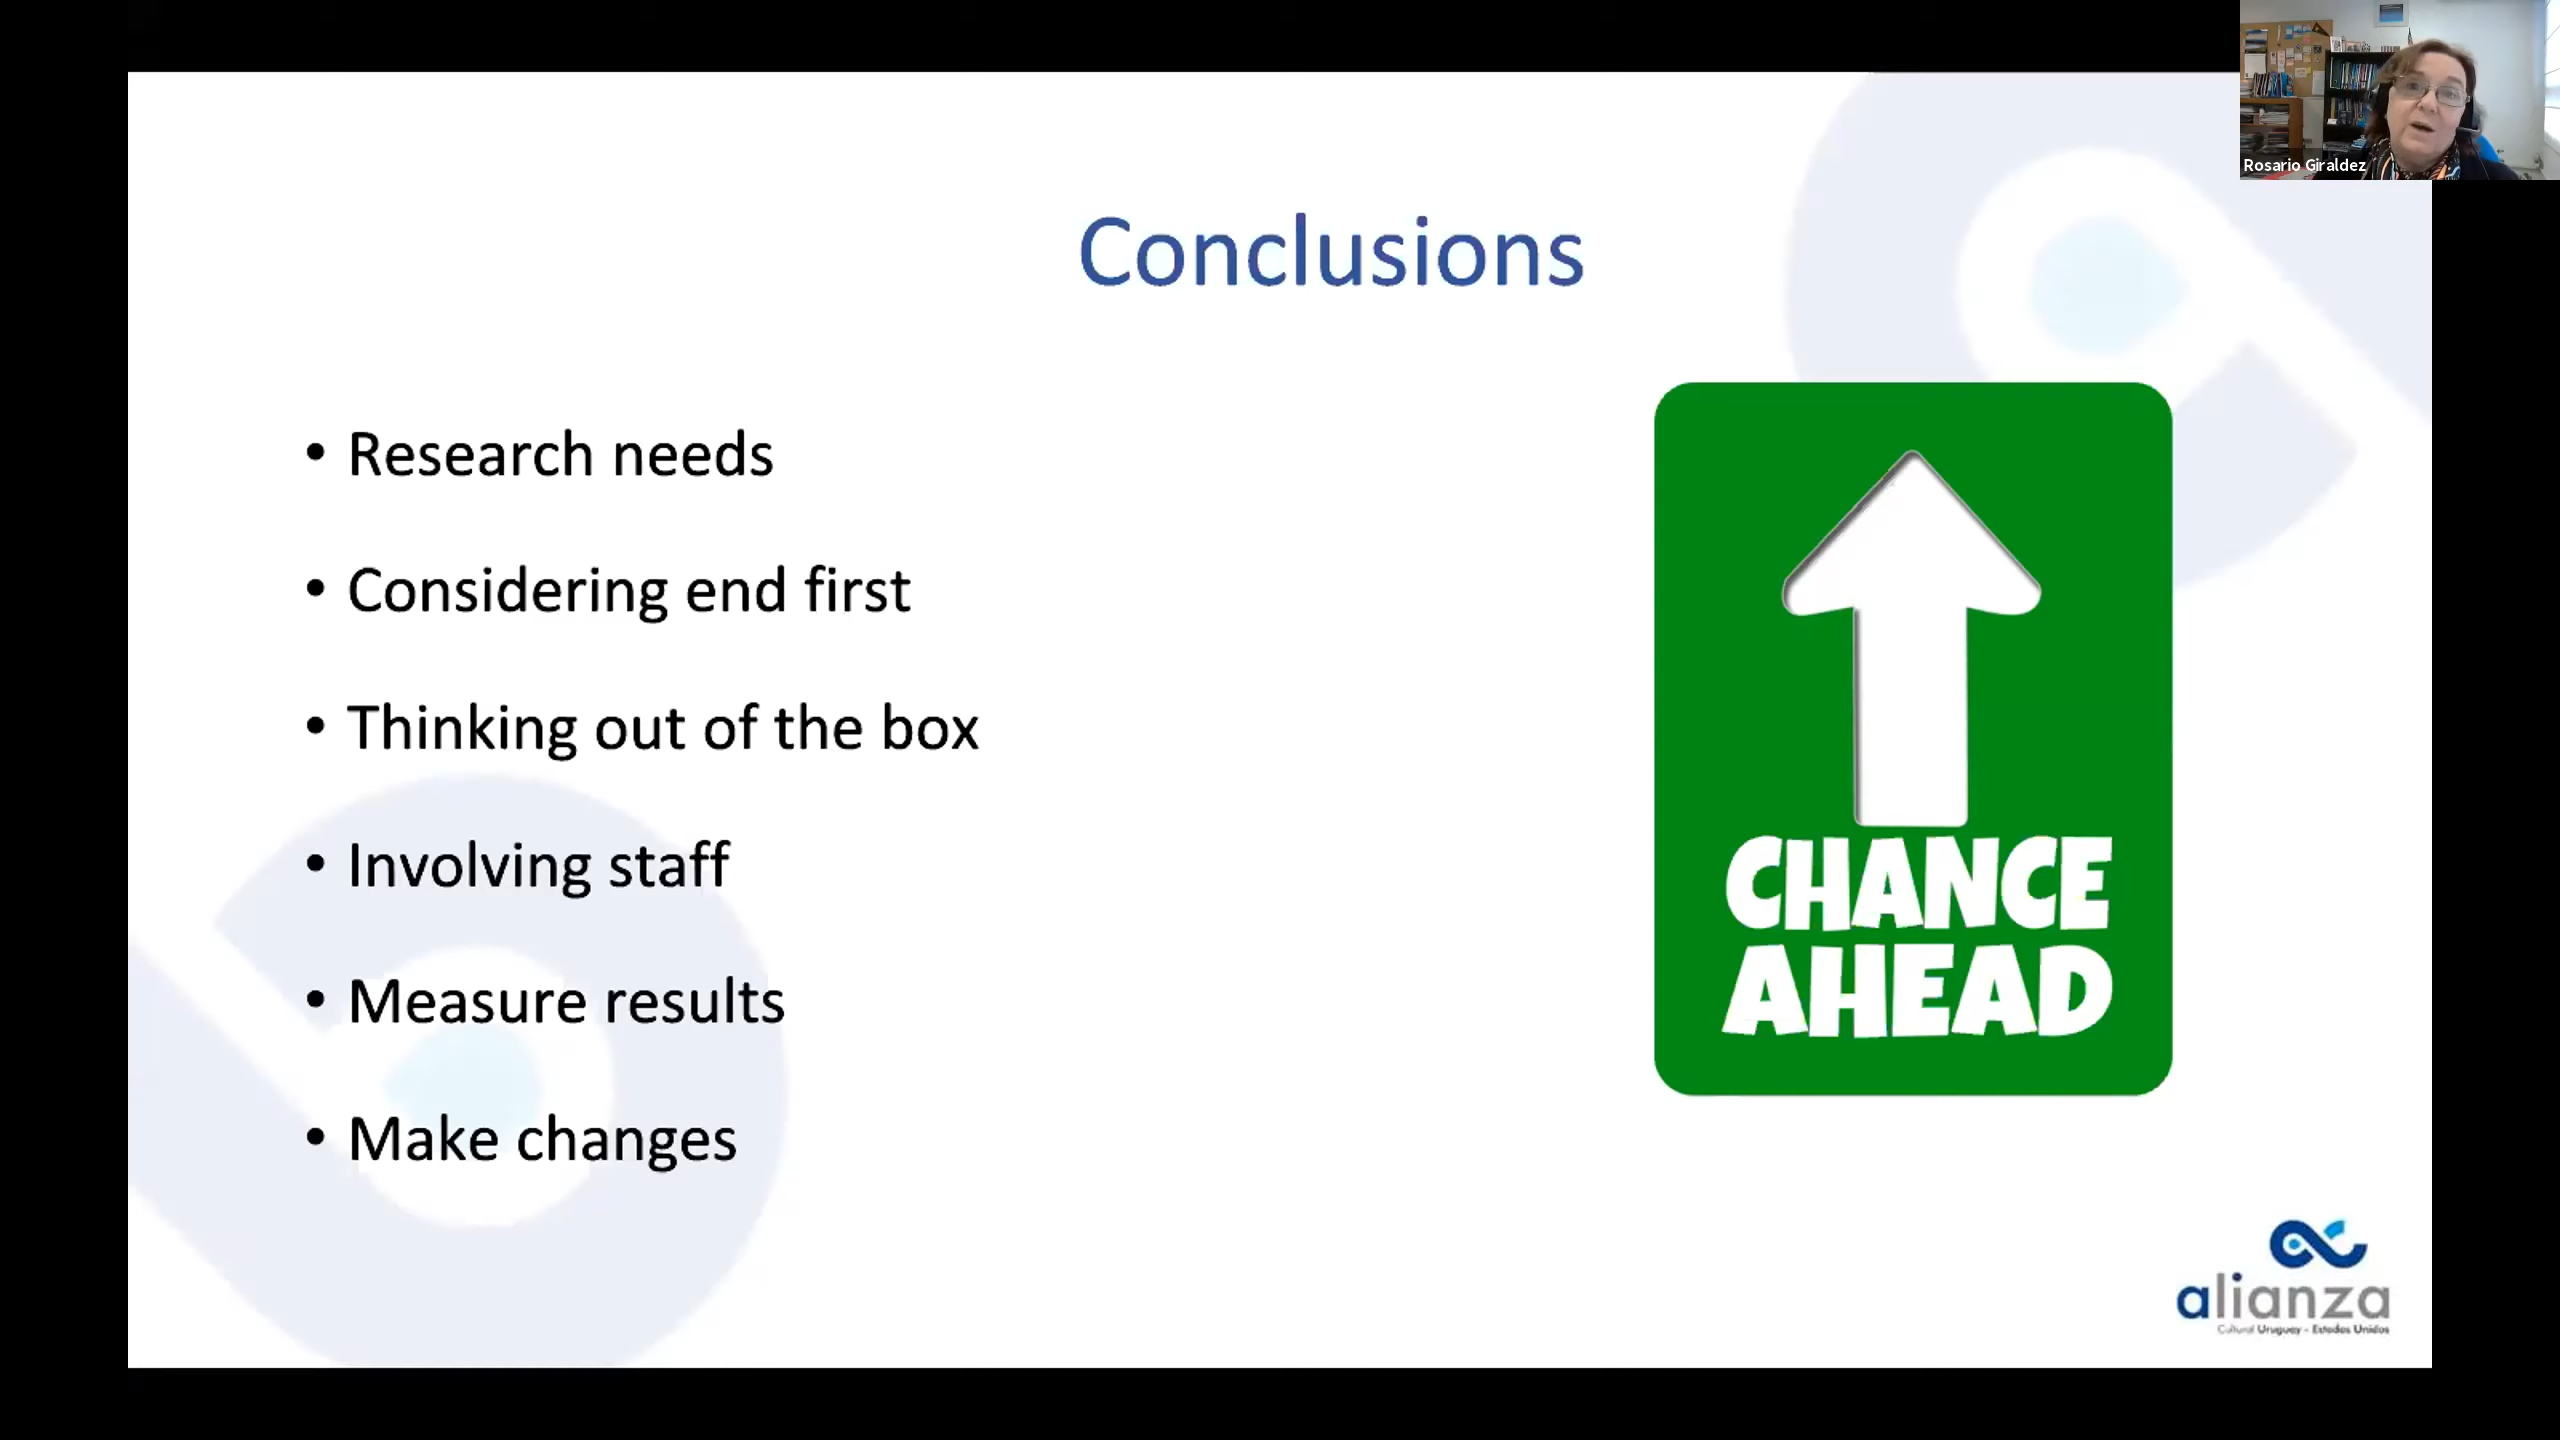 Rosario Giraldez
Conclusions
• Research needs
• Considering end first
• Thinking out of the box
• Involving staff
• Measure results
• Make changes
CHANCE
AHEAD
alianza
Cultural Uruguay - Estados Unidos